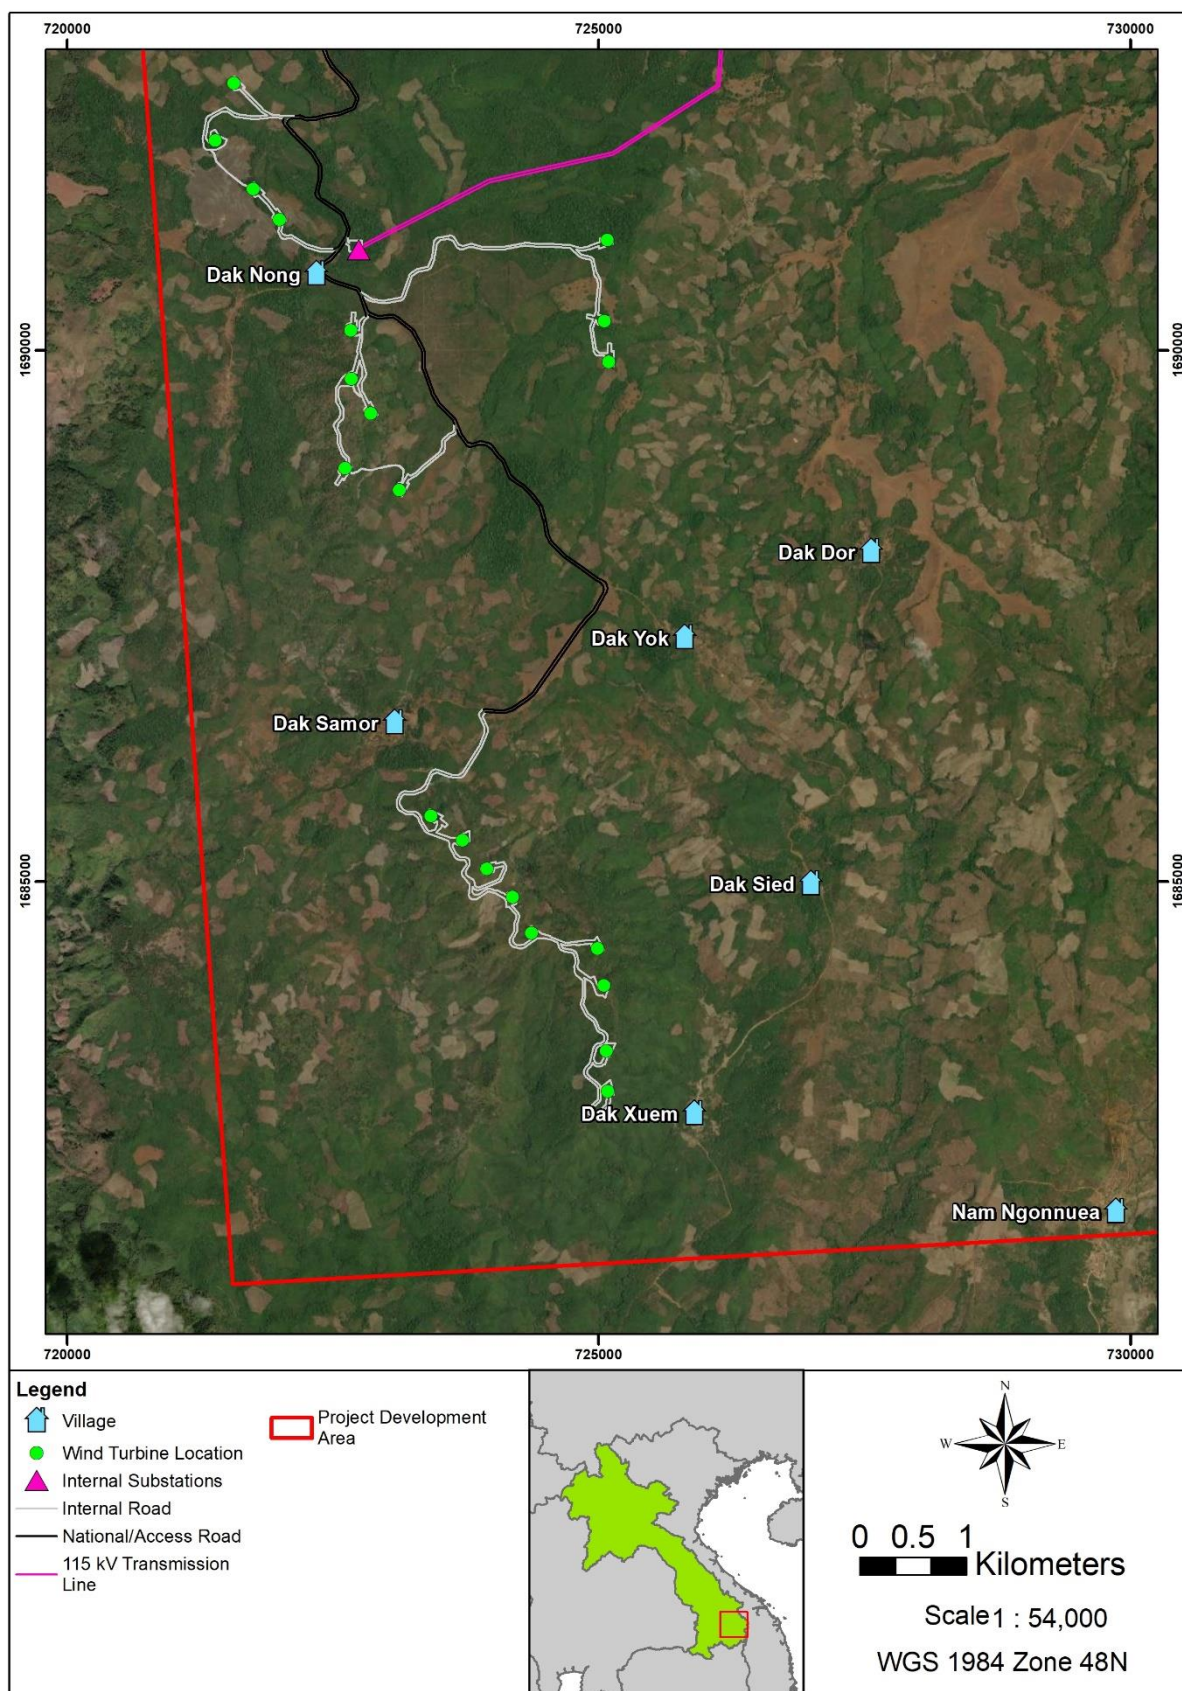 720000
725000
730000
Dak Nong
1690000
1690000
Dak Dor
Dak Yok
Dak Samor
1685000
1685000
Dak Sied
Dak Xuem
Nam Ngonnuea
720000
725000
730000
Legend
Village
Wind Turbine Location
Internal Substations
Internal Road
National/Access Road
115 kV Transmission
Line
Project Development
Area
N
W
E
S
0 0.5 1
Kilometers
Scale 1 : 54,000
WGS 1984 Zone 48N